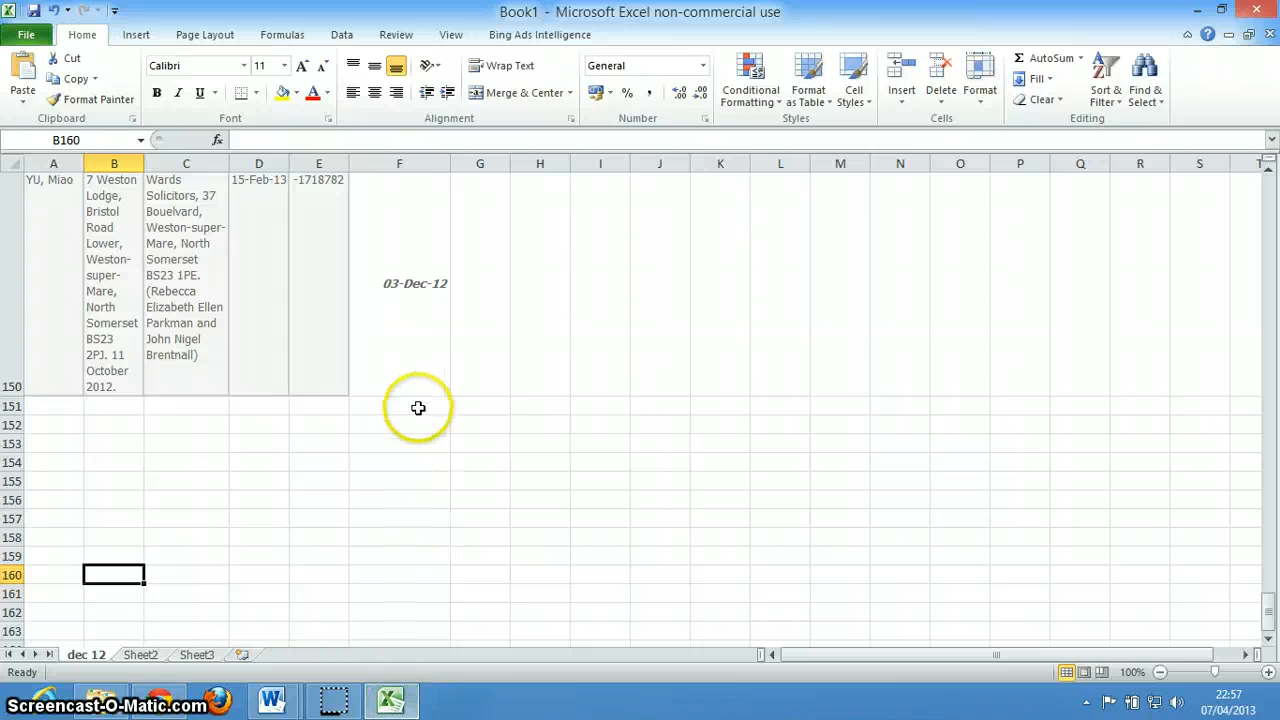 Book1 - Microsoft Excel non-commercial use
File Home Insert Page Layout Formulas Data Review View Bing Ads Intelligence
Paste
Cut
Copy
Format Painter
Clipboard
Calibri 11
B I U
Font
Wrap Text
Merge & Center
Alignment
General
%
Number
Conditional Formatting
Format as Table
Cell Styles
Styles
Insert Delete Format
Cells
AutoSum
Fill
Clear
Sort & Filter
Find & Select
Editing
B160
fx
A B C D E F G H I J K L M N O P Q R S T
YU, Miao
7 Weston
Lodge,
Bristol
Road
Lower,
Weston-
super-
Mare,
North
Somerset
BS23
2PJ. 11
October
2012.
Wards
Solicitors, 37
Bouelvard,
Weston-super-
Mare, North
Somerset
BS23 1PE.
(Rebecca
Elizabeth Ellen
Parkman and
John Nigel
Brentnall)
15-Feb-13
-1718782
03-Dec-12
150
151
152
153
154
155
156
157
158
159
160
161
162
163
dec 12 Sheet2 Sheet3
Ready
100%
Screencast-O-Matic.com
22:57
07/04/2013